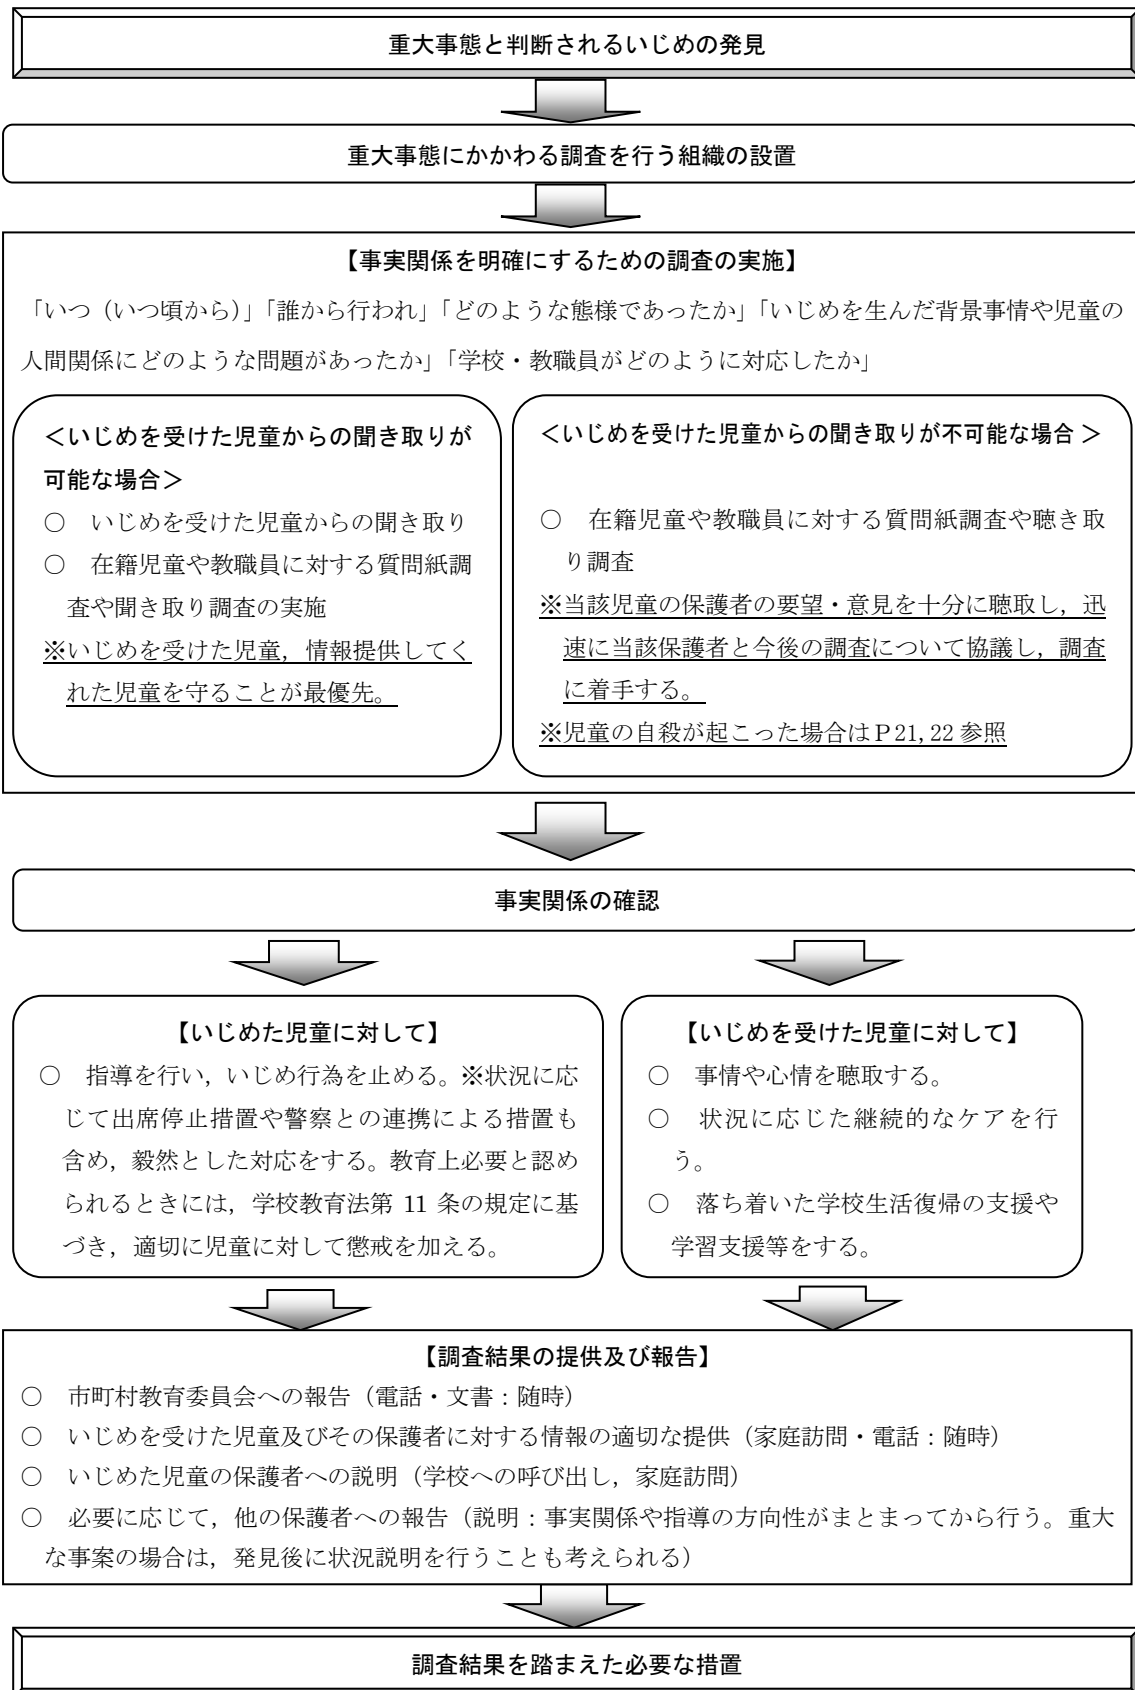 重大事態と判断されるいじめの発見
重大事態にかかわる調査を行う組織の設置
【事実関係を明確にするための調査の実施】
「いつ（いつ頃から）」「誰から行われ」「どのような態様であったか」「いじめを生んだ背景事情や児童の
人間関係にどのような問題があったか」「学校・教職員がどのように対応したか」
＜いじめを受けた児童からの聞き取りが
可能な場合＞
○　いじめを受けた児童からの聞き取り
○　在籍児童や教職員に対する質問紙調
査や聞き取り調査の実施
※いじめを受けた児童，情報提供してく
れた児童を守ることが最優先。
＜いじめを受けた児童からの聞き取りが不可能な場合 ＞
○　在籍児童や教職員に対する質問紙調査や聴き取
り調査
※当該児童の保護者の要望・意見を十分に聴取し，迅
速に当該保護者と今後の調査について協議し，調査
に着手する。
※児童の自殺が起こった場合はＰ21, 22 参照
事実関係の確認
【いじめた児童に対して】
○　指導を行い，いじめ行為を止める。※状況に応
じて出席停止措置や警察との連携による措置も
含め，毅然とした対応をする。教育上必要と認め
られるときには，学校教育法第 11 条の規定に基
づき，適切に児童に対して懲戒を加える。
【いじめを受けた児童に対して】
○　事情や心情を聴取する。
○　状況に応じた継続的なケアを行
う。
○　落ち着いた学校生活復帰の支援や
学習支援等をする。
【調査結果の提供及び報告】
○　市町村教育委員会への報告（電話・文書：随時）
○　いじめを受けた児童及びその保護者に対する情報の適切な提供（家庭訪問・電話：随時）
○　いじめた児童の保護者への説明（学校への呼び出し，家庭訪問）
○　必要に応じて，他の保護者への報告（説明：事実関係や指導の方向性がまとまってから行う。重大
な事案の場合は，発見後に状況説明を行うことも考えられる）
調査結果を踏まえた必要な措置